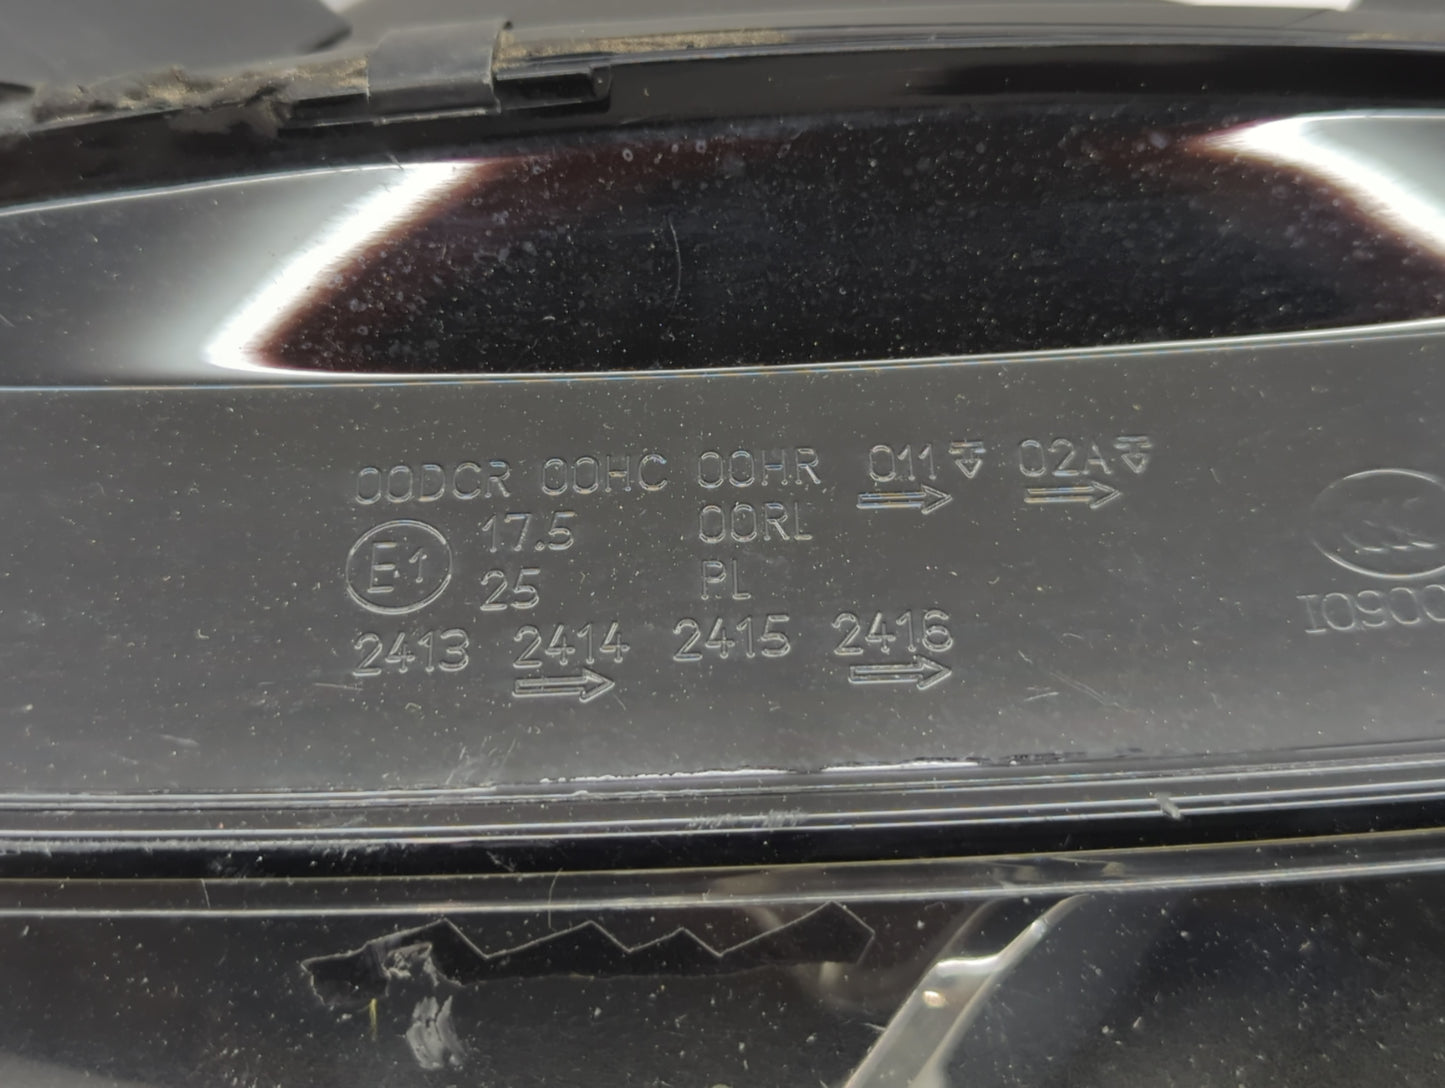 00DCR 00HC 00HR 011 02A
17.5 00RL
E1
25 PL
2413 2414 2415 2416